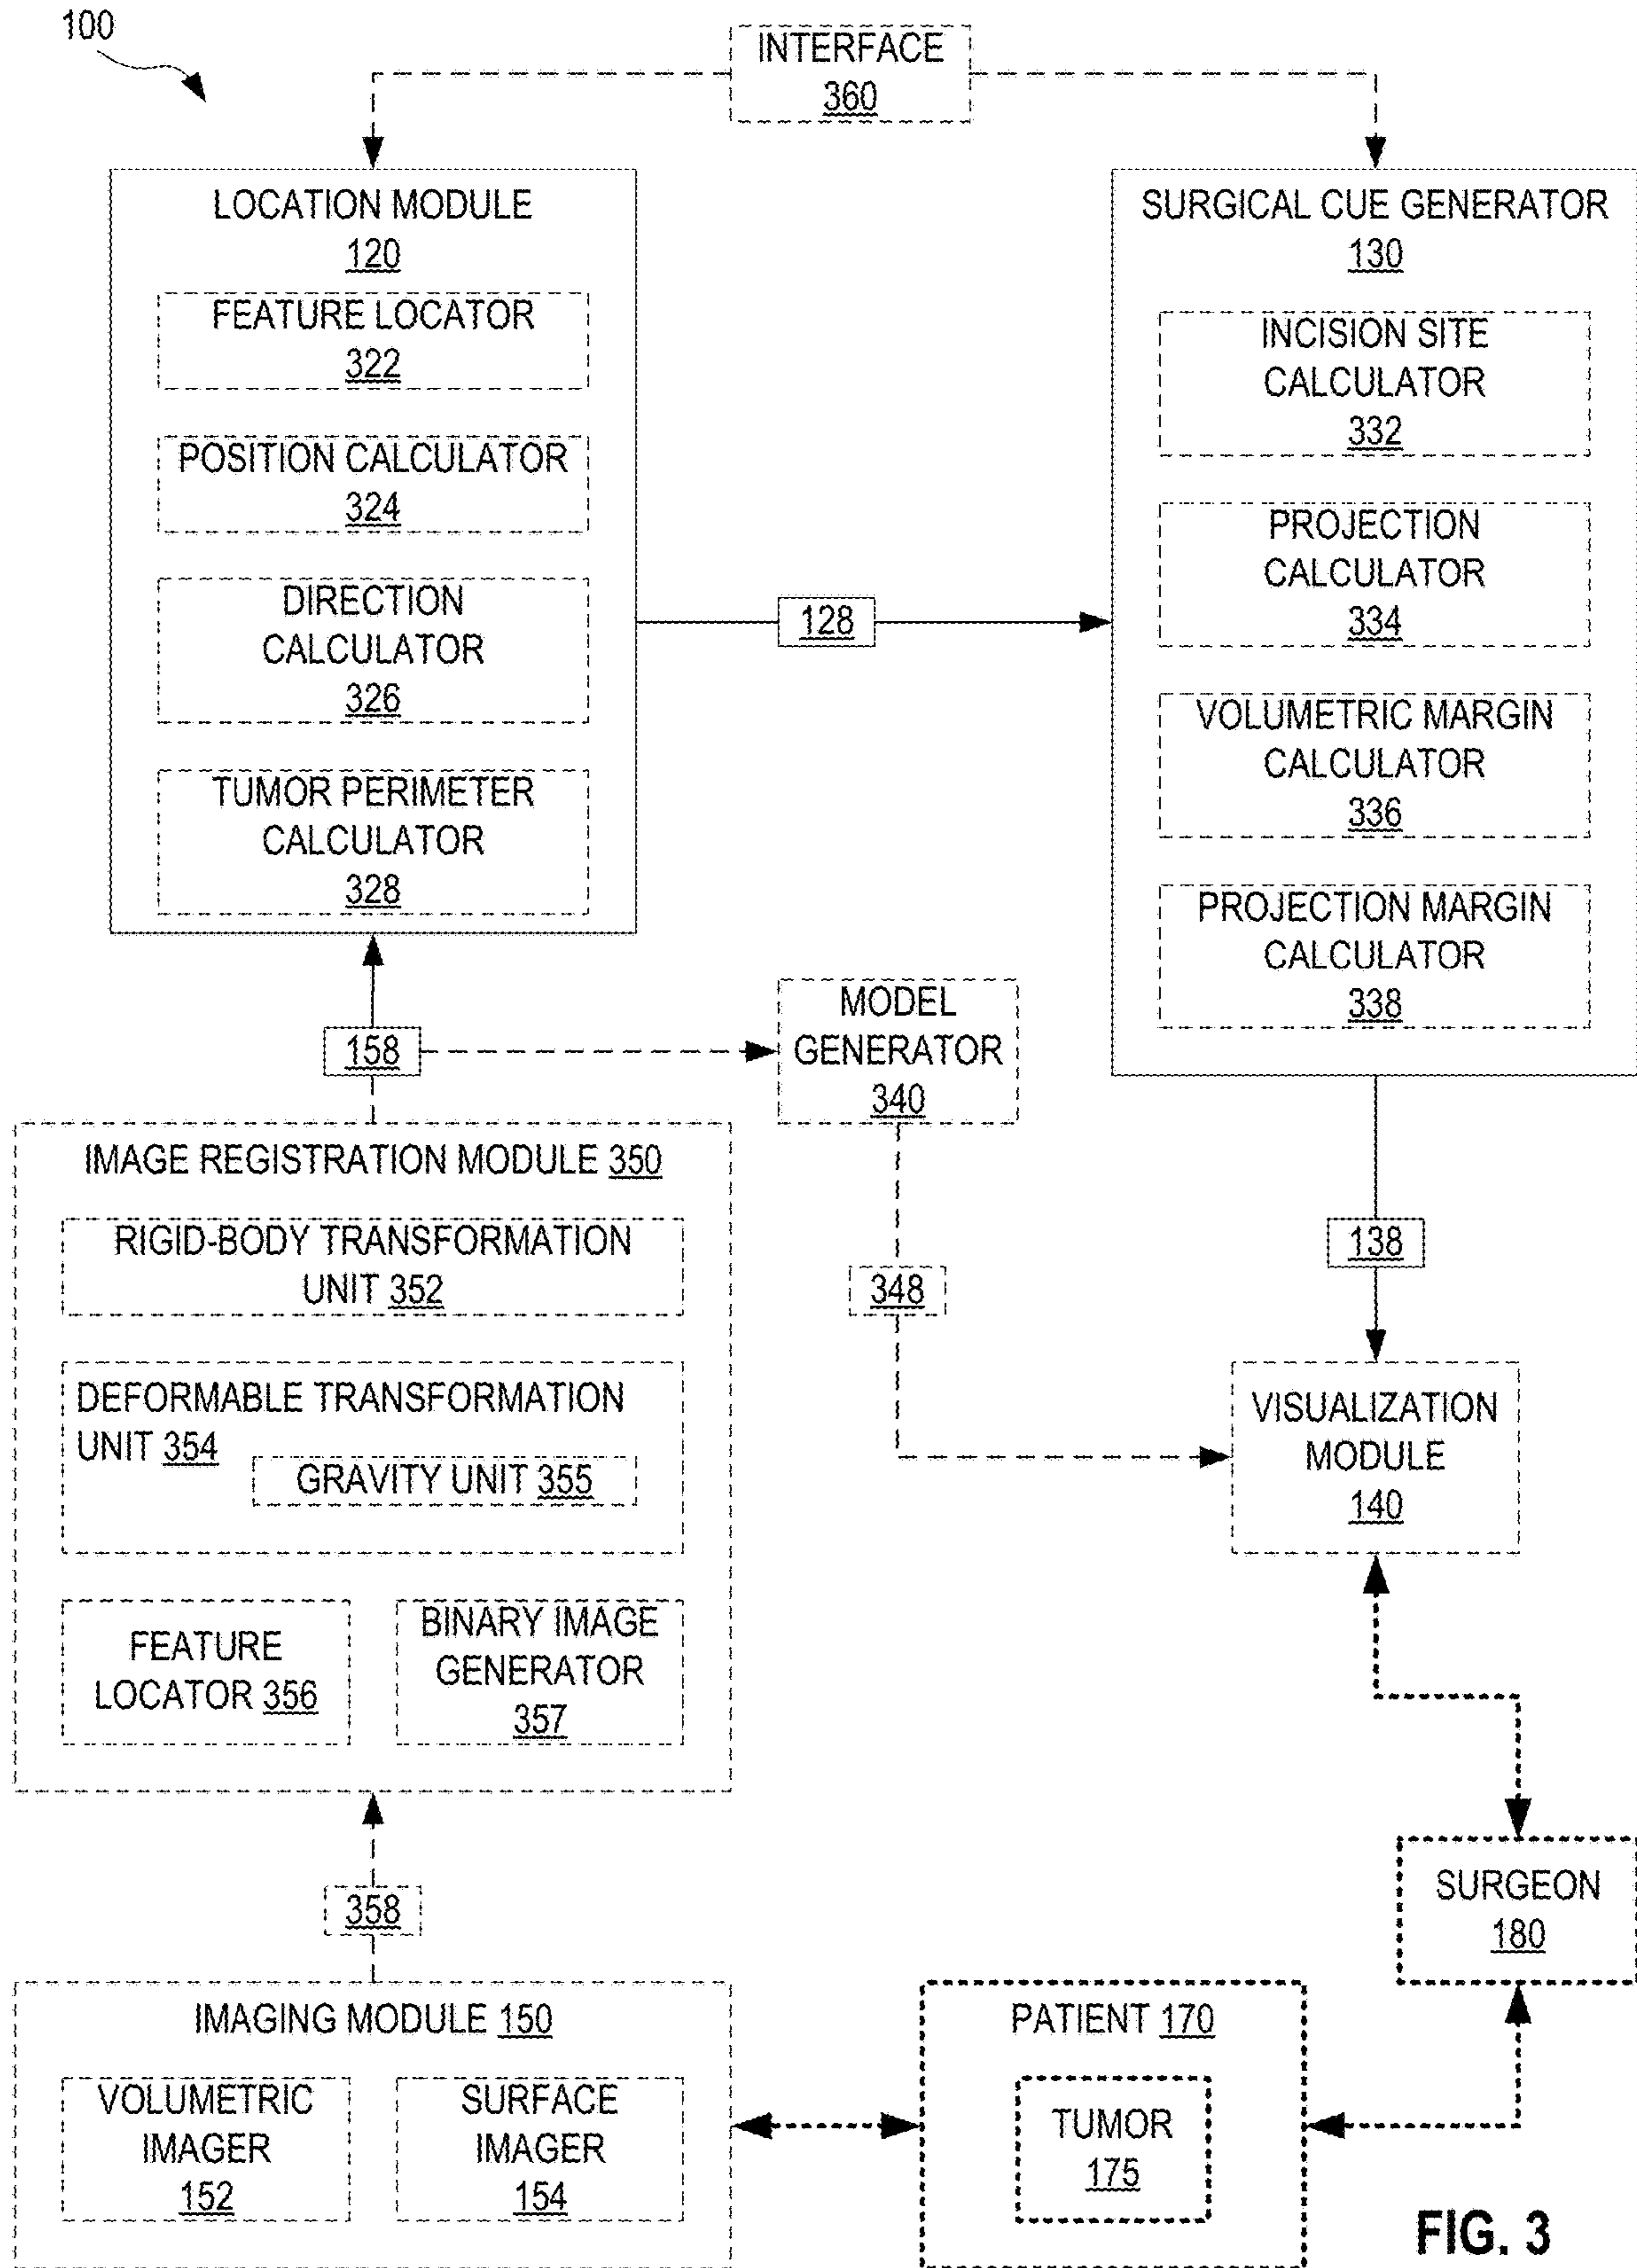 100
INTERFACE
360
LOCATION MODULE
120
FEATURE LOCATOR
322
POSITION CALCULATOR
324
DIRECTION
CALCULATOR
326
TUMOR PERIMETER
CALCULATOR
328
128
SURGICAL CUE GENERATOR
130
INCISION SITE
CALCULATOR
332
PROJECTION
CALCULATOR
334
VOLUMETRIC MARGIN
CALCULATOR
336
PROJECTION MARGIN
CALCULATOR
338
158
MODEL
GENERATOR
340
IMAGE REGISTRATION MODULE 350
RIGID-BODY TRANSFORMATION
UNIT 352
DEFORMABLE TRANSFORMATION
UNIT 354
GRAVITY UNIT 355
FEATURE
LOCATOR 356
BINARY IMAGE
GENERATOR
357
348
138
VISUALIZATION
MODULE
140
358
SURGEON
180
IMAGING MODULE 150
VOLUMETRIC
IMAGER
152
SURFACE
IMAGER
154
PATIENT 170
TUMOR
175
FIG. 3